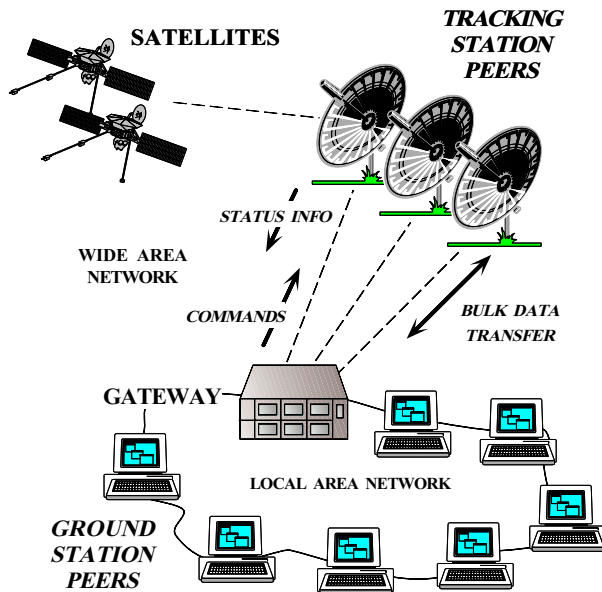 SATELLITES
TRACKING
STATION
PEERS
STATUS INFO
WIDE AREA
NETWORK
COMMANDS
BULK DATA
TRANSFER
GATEWAY
LOCAL AREA NETWORK
GROUND
STATION
PEERS